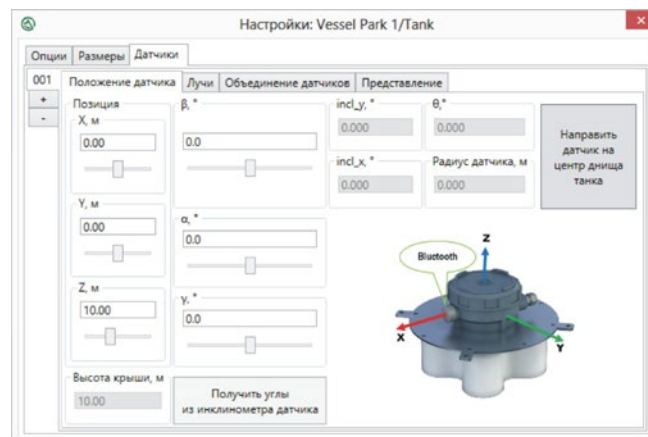 Настройки: Vessel Park 1/Tank
Опции Размеры Датчики
001
+
-
Положение датчика Лучи Объединение датчиков Представление
Позиция
X, м
0.00
Y, м
0.00
Z, м
10.00
Высота крыши, м
10.00
β, °
0.0
α, °
0.0
γ, °
0.0
Получить углы
из инклинометра датчика
incl_y, °
0.000
θ,°
0.000
incl_x, °
0.000
Радиус датчика, м
0.000
Направить
датчик на
центр днища
танка
Bluctooth
Z
X
Y